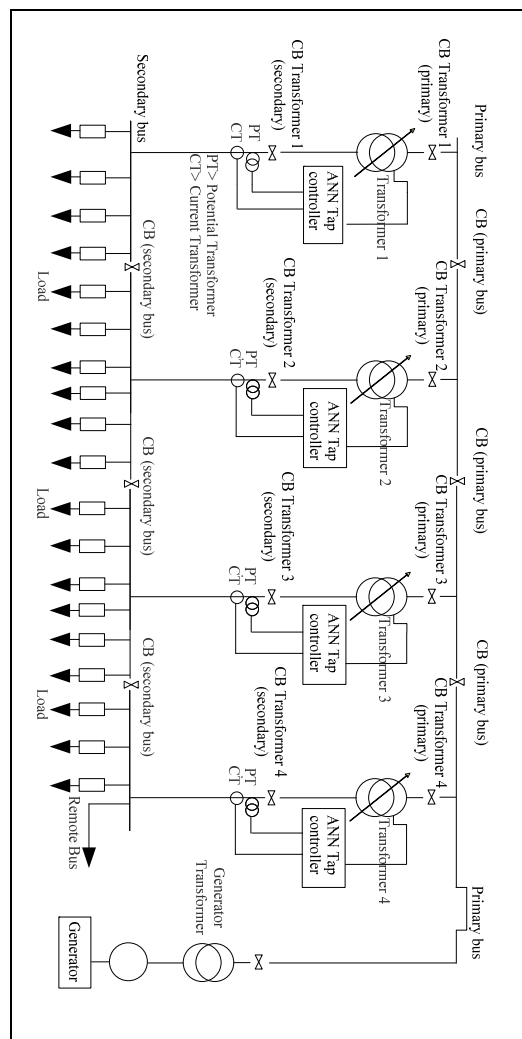 Primary bus
CB (primary bus)
CB (primary bus)
CB (primary bus)
Primary bus
CB Transformer 1
(primary)
CB Transformer 2
(primary)
CB Transformer 3
(primary)
CB Transformer 4
(primary)
Transformer 1
Transformer 2
Transformer 3
Transformer 4
ANN Tap
controller
ANN Tap
controller
ANN Tap
controller
ANN Tap
controller
CB Transformer 1
(secondary)
CB Transformer 2
(secondary)
CB Transformer 3
(secondary)
CB Transformer 4
(secondary)
PT
CT
PT
CT
PT
CT
PT
CT
PT> Potential Transformer
CT> Current Transformer
Generator
Transformer
Secondary bus
CB (secondary bus)
CB (secondary bus)
CB (secondary bus)
Load
Load
Load
Remote Bus
Generator